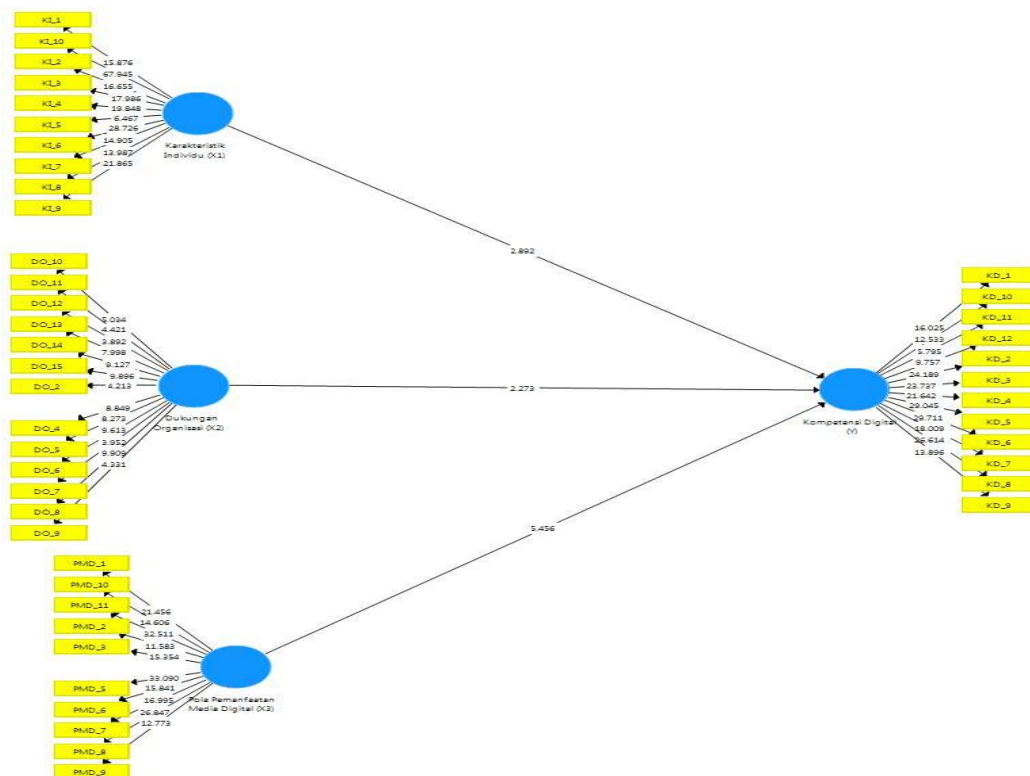 KI_1
KI_10
KI_2
KI_3
KI_4
KI_5
KI_6
KI_7
KI_8
KI_9
15.876
67.945
16.655
17.986
19.848
6.467
28.726
14.905
13.987
21.865
Karakteristik
Individu (X1)
2.892
DO_10
DO_11
DO_12
DO_13
DO_14
DO_15
DO_2
DO_4
DO_5
DO_6
DO_7
DO_8
DO_9
5.034
4.421
3.892
7.998
9.127
9.896
4.213
8.849
8.273
9.613
3.952
9.909
4.331
Dukungan
Organisasi (X2)
2.273
PMD_1
PMD_10
PMD_11
PMD_2
PMD_3
PMD_5
PMD_6
PMD_7
PMD_8
PMD_9
21.456
14.606
32.511
11.583
15.354
33.090
15.841
16.995
26.847
12.773
Pola Pemanfaatan
Media Digital (X3)
5.456
Kompetensi Digital
(Y)
16.025
12.533
5.795
9.757
24.189
23.737
21.642
29.045
29.711
18.009
26.614
13.896
KD_1
KD_10
KD_11
KD_12
KD_2
KD_3
KD_4
KD_5
KD_6
KD_7
KD_8
KD_9